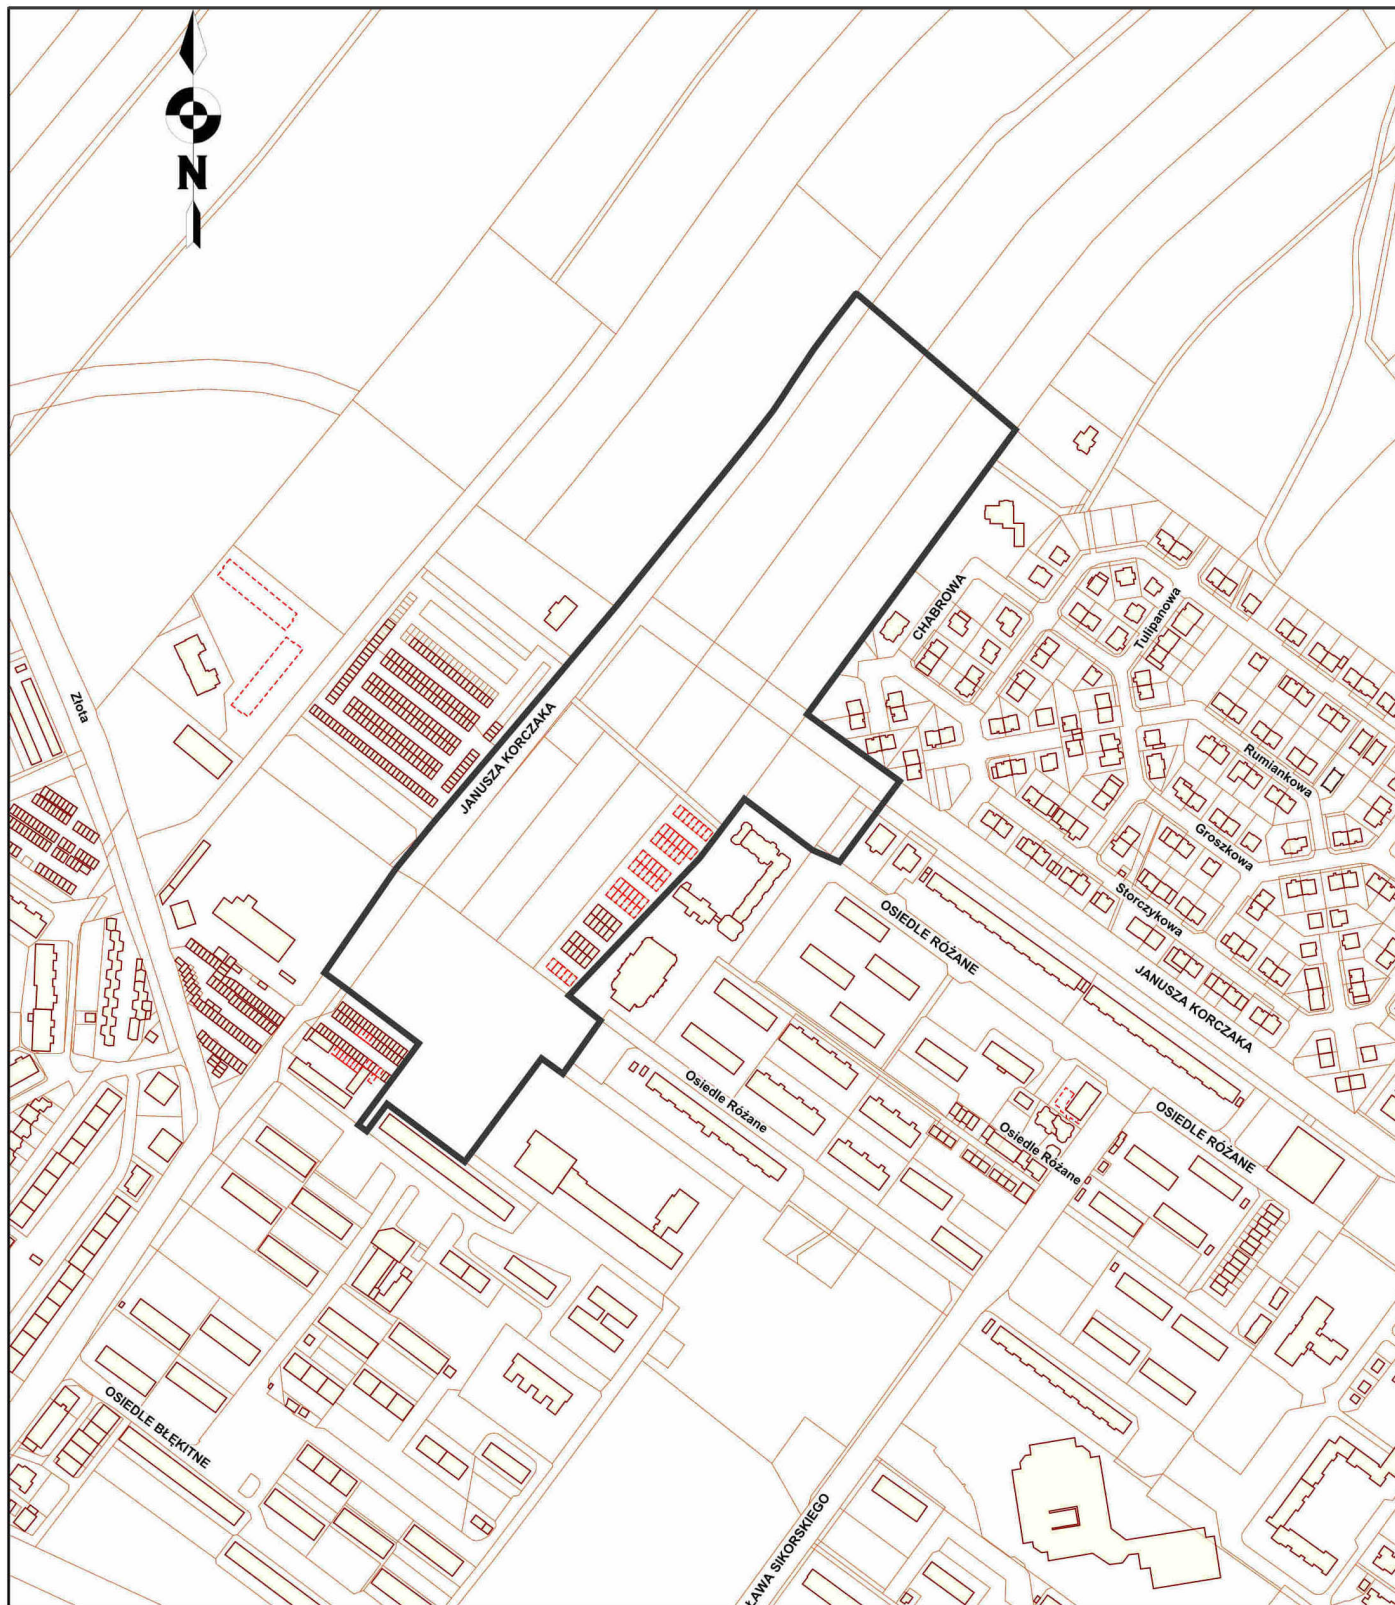 N
CHABROWA
Tulipanowa
Złota
JANUSZA KORCZAKA
Rumiankowa
Groszkowa
Storczykowa
OSIEDLE RÓŻANE
JANUSZA KORCZAKA
Osiedle Różane
Osiedle Różane
OSIEDLE RÓŻANE
OSIEDLE BŁĘKITNE
ŁAWA SIKORSKIEGO